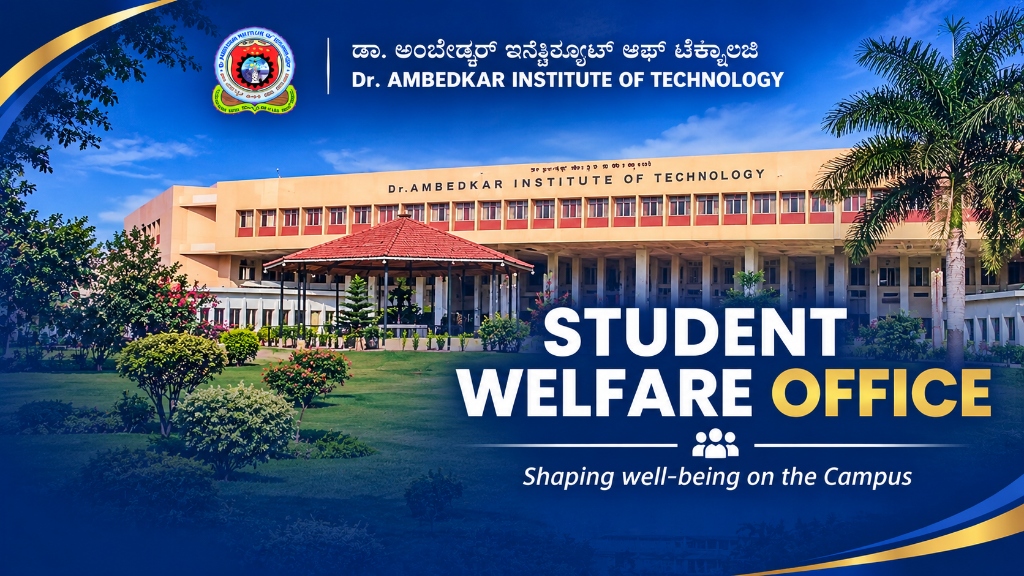 ಡಾ. ಅಂಬೇಡ್ಕರ್ ಇನ್ಸ್ಟಿಟ್ಯೂಟ್ ಆಫ್ ಟೆಕ್ನಾಲಜಿ
Dr. AMBEDKAR INSTITUTE OF TECHNOLOGY
Dr. AMBEDKAR INSTITUTE OF TECHNOLOGY
STUDENT
WELFARE OFFICE
Shaping well-being on the Campus